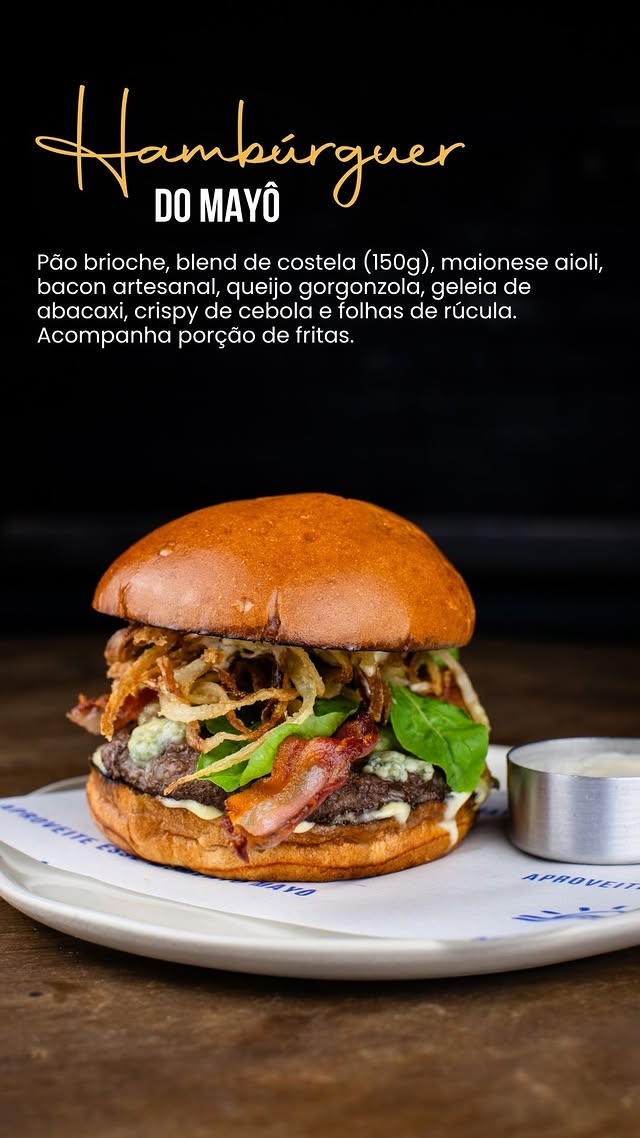 Hambúrguer
DO MAYÔ
Pão brioche, blend de costela (150g), maionese aioli,
bacon artesanal, queijo gorgonzola, geleia de
abacaxi, crispy de cebola e folhas de rúcula.
Acompanha porção de fritas.
APROVEITE
MAYO